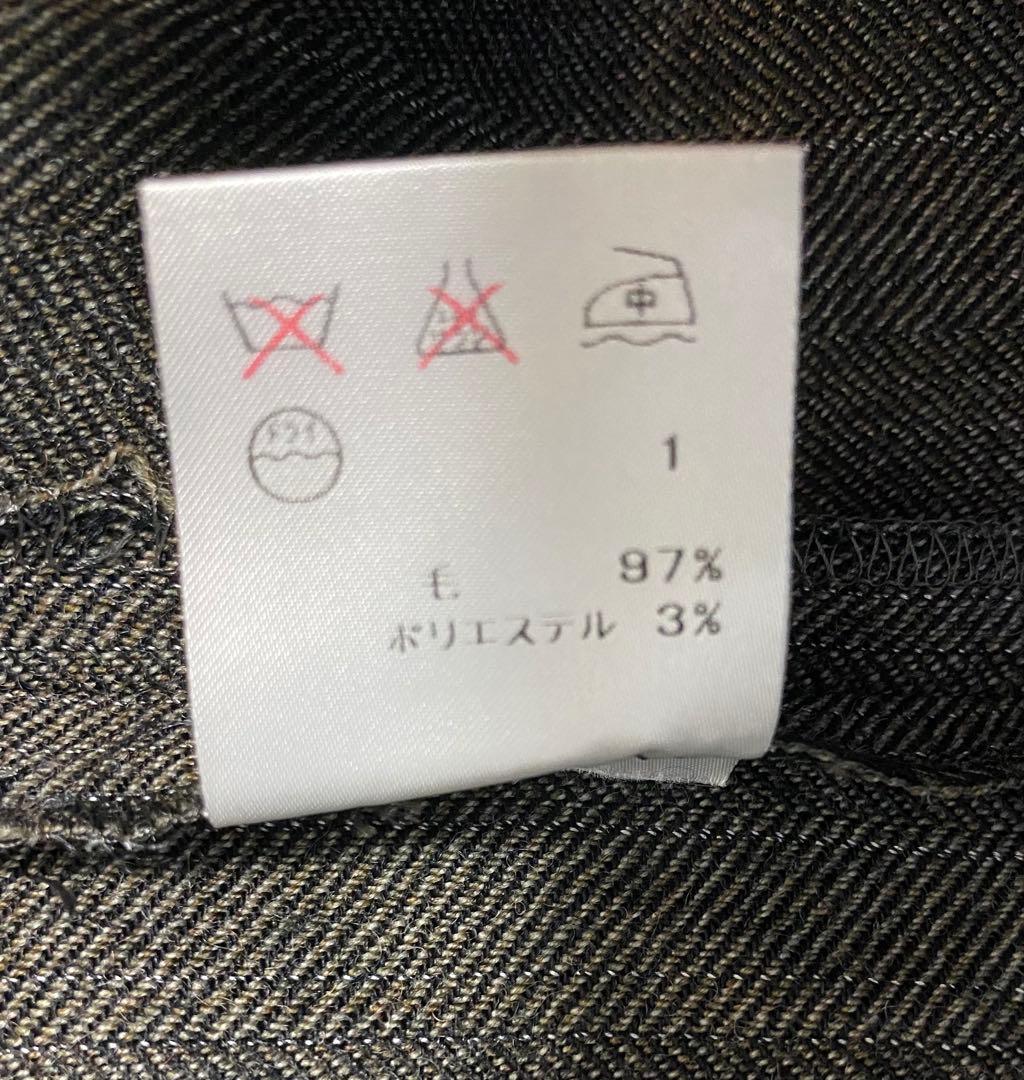 中
ドライ
1
毛 97%
ポリエステル 3%